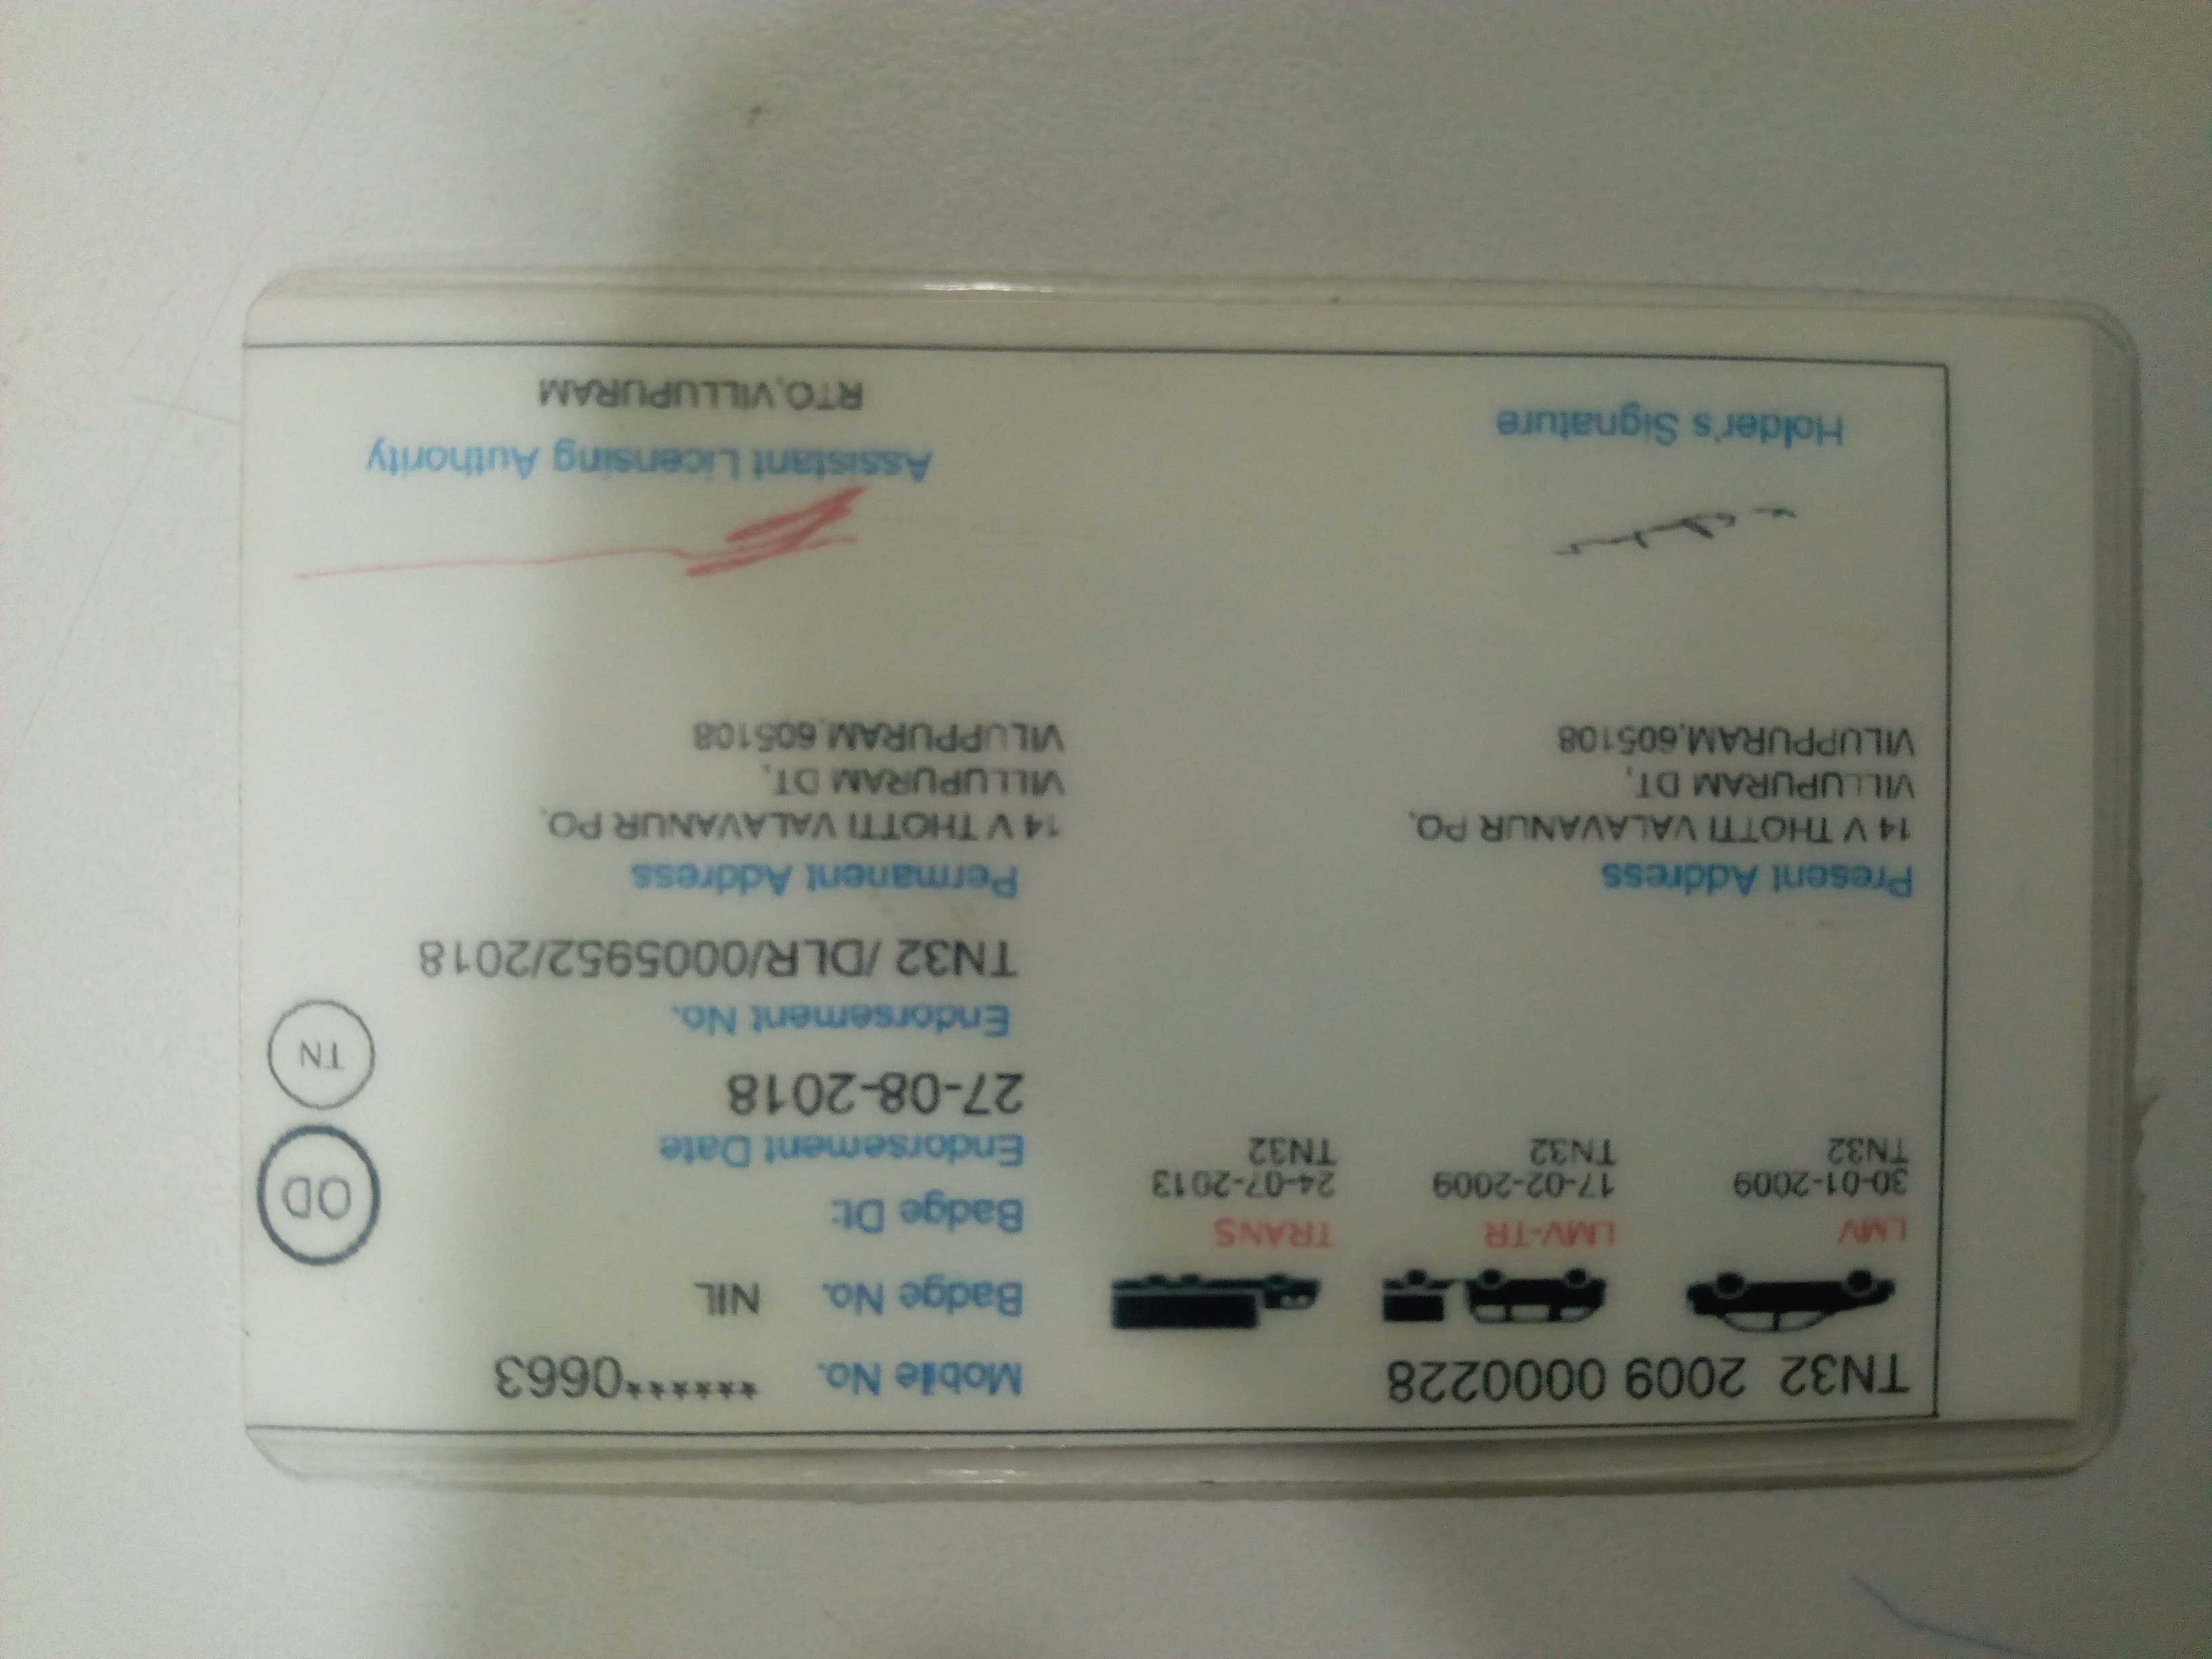 TN32 2009 0000228
LMV
30-01-2009
TN32
LMV-TR
17-02-2009
TN32
TRANS
24-07-2013
TN32
Mobile No. ******0663
Badge No. NIL
Badge Dt:
Endorsement Date
27-08-2018
Endorsement No.
TN32 /DLR/0005952/2018
OD
TN
Present Address
14 V THOTTI VALAVANUR PO,
VILLUPURAM DT,
VILUPPURAM,605108
Permanent Address
14 V THOTTI VALAVANUR PO,
VILLUPURAM DT,
VILUPPURAM,605108
Holder's Signature
Assistant Licensing Authority
RTO,VILLUPURAM